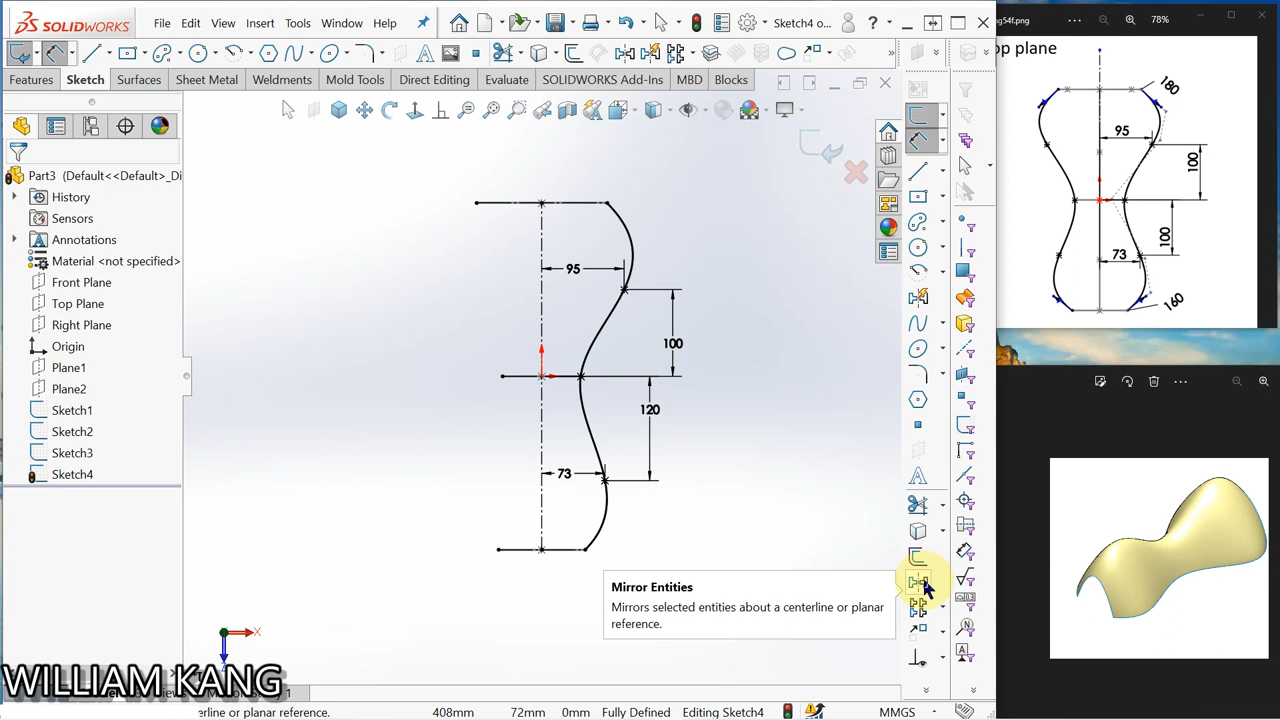 SOLIDWORKS
File Edit View Insert Tools Window Help
Sketch4 o...
ng54f.png
78%
Features Sketch Surfaces Sheet Metal Weldments Mold Tools Direct Editing Evaluate SOLIDWORKS Add-Ins MBD Blocks
op plane
Part3 (Default<<Default>_Di
History
Sensors
Annotations
Material <not specified>
Front Plane
Top Plane
Right Plane
Origin
Plane1
Plane2
Sketch1
Sketch2
Sketch3
Sketch4
95
100
120
73
180
95
100
100
73
160
Mirror Entities
Mirrors selected entities about a centerline or planar
reference.
X
WILLIAM KANG
erline or planar reference.
408mm 72mm 0mm Fully Defined Editing Sketch4 MMGS